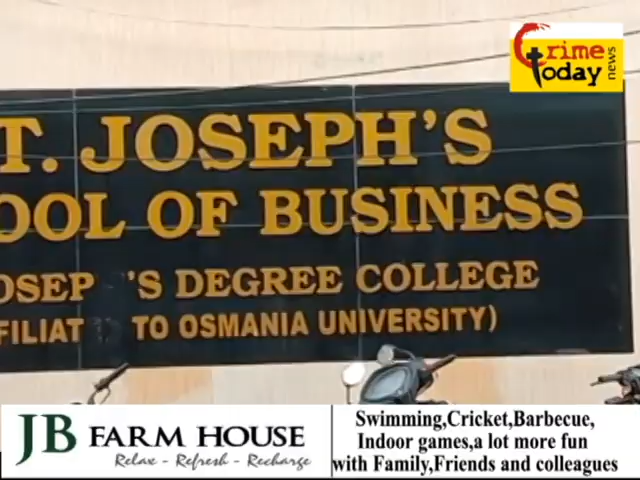 Crime
Today
news
T. JOSEPH'S
OOL OF BUSINESS
OSEP 'S DEGREE COLLEGE
FILIAT TO OSMANIA UNIVERSITY)
JB FARM HOUSE
Relax - Refresh - Recharge
Swimming,Cricket,Barbecue,
Indoor games,a lot more fun
with Family,Friends and colleagues